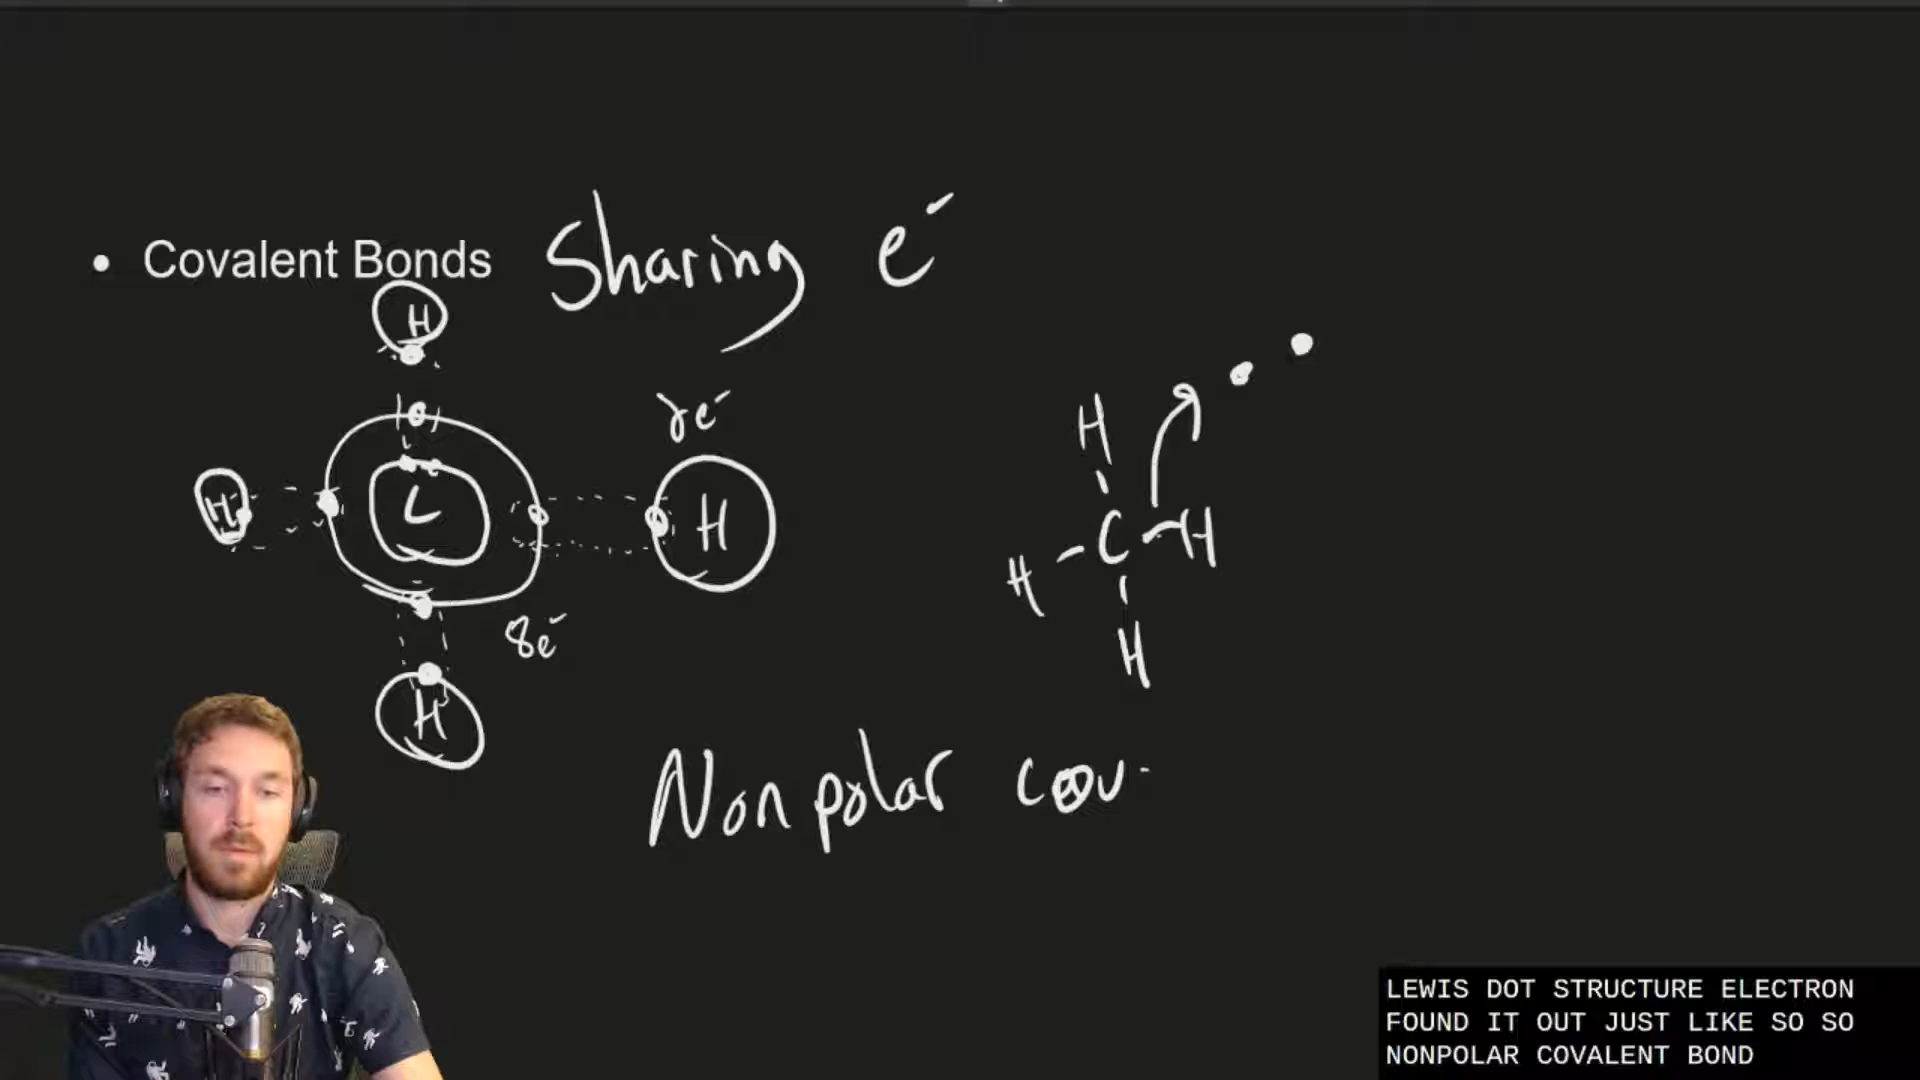 • Covalent Bonds Sharing e⁻
H
2e⁻
H C H
8e⁻
H
H
H C-H
H
Nonpolar cov.
LEWIS DOT STRUCTURE ELECTRON
FOUND IT OUT JUST LIKE SO SO
NONPOLAR COVALENT BOND